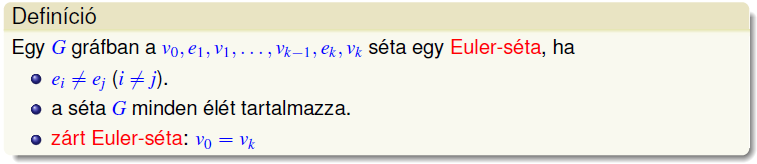 Definíció
Egy G gráfban a v₀, e₁, v₁, . . . , vₖ₋₁, eₖ, vₖ séta egy Euler-séta, ha
eᵢ ≠ eⱼ (i ≠ j).
a séta G minden élét tartalmazza.
zárt Euler-séta: v₀ = vₖ